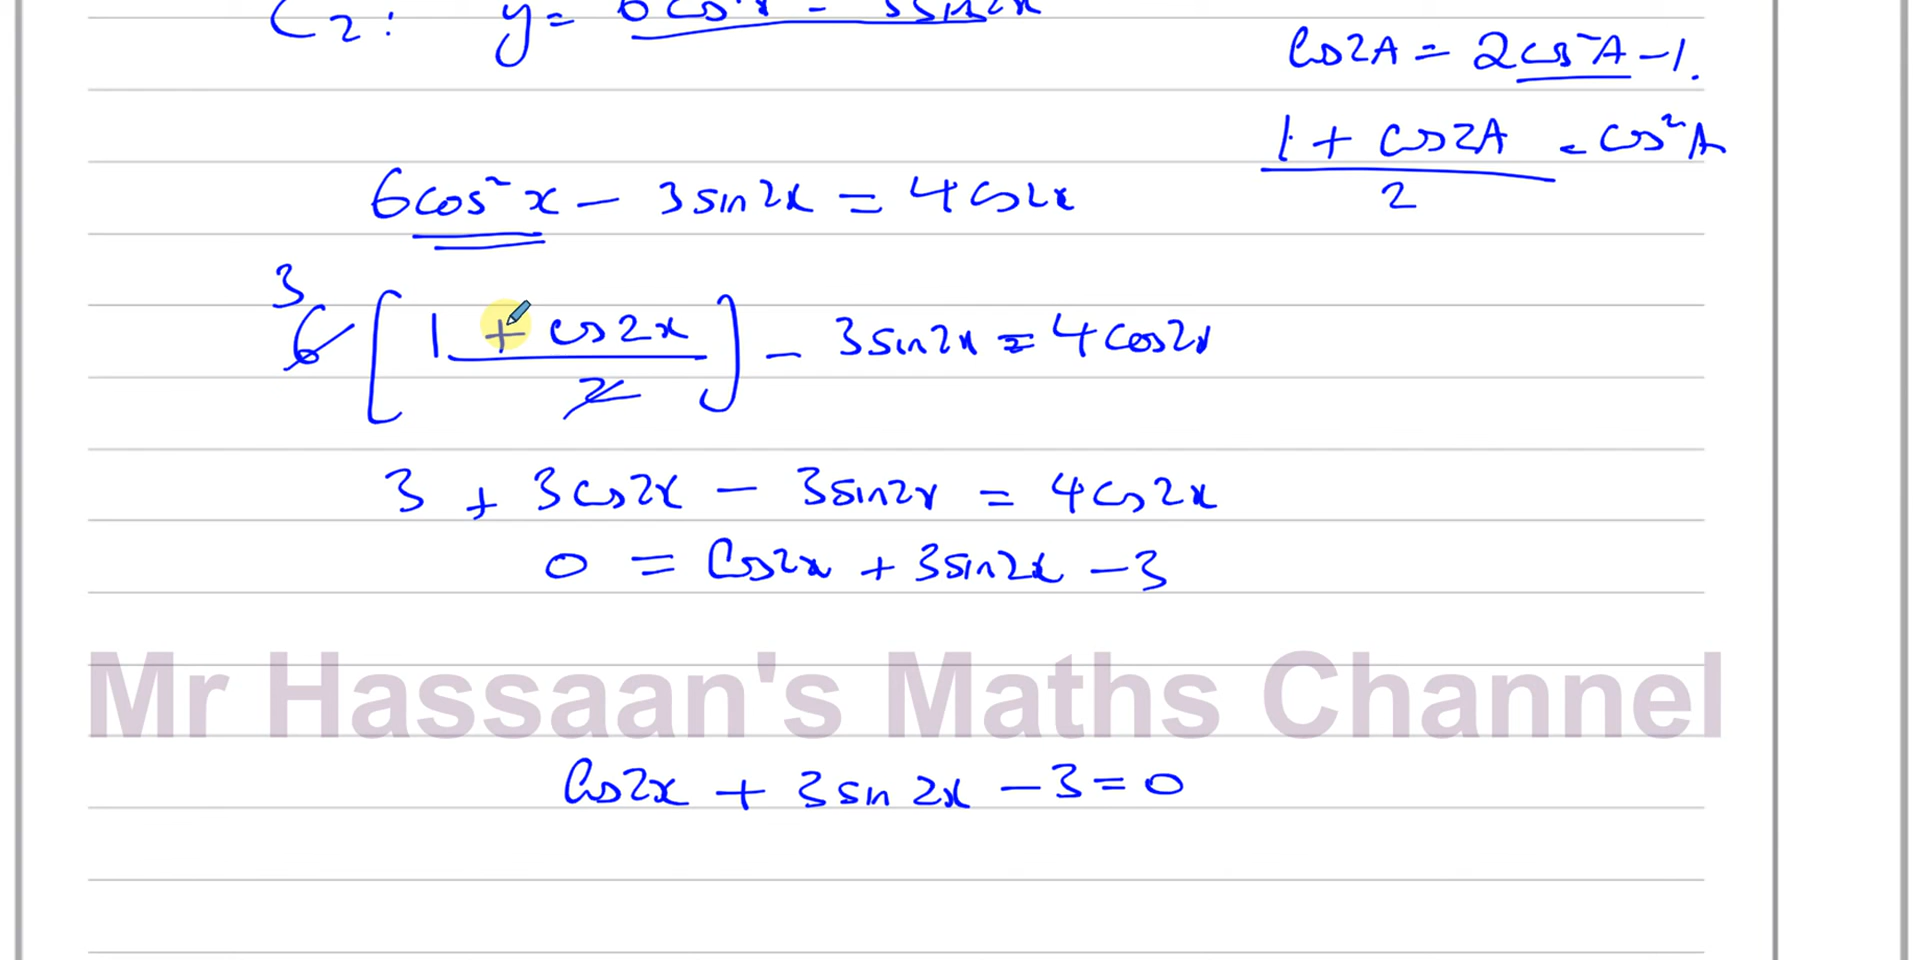 C₂: y = 6cos²x - 3sin2x
cos2A = 2cos²A - 1.
1 + cos2A = cos²A
2
6cos²x - 3sin2x = 4cos2x
3
6 [ 1 + cos2x ] - 3sin2x = 4cos2x
2
3 + 3cos2x - 3sin2x = 4cos2x
0 = Cos2x + 3sin2x - 3
Mr Hassaan's Maths Channel
Cos2x + 3sin2x - 3 = 0